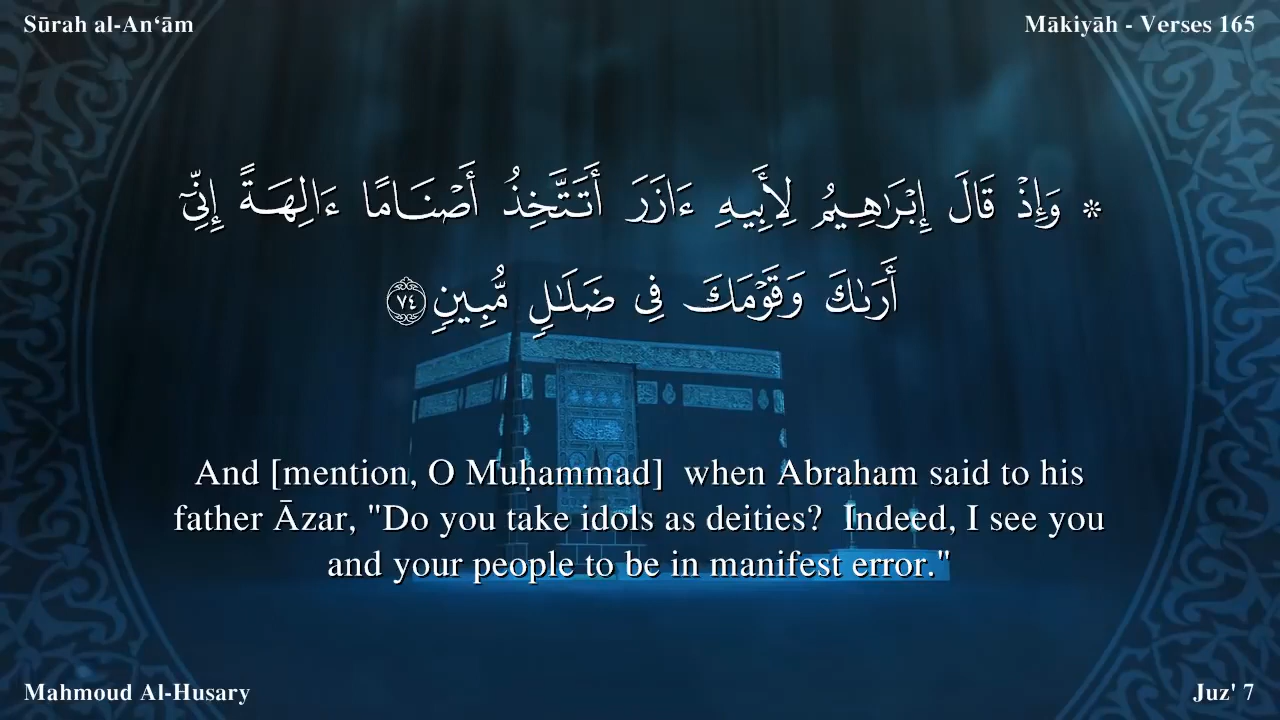 Sūrah al-An‘ām
Mākiyāh - Verses 165
۞ وَإِذْ قَالَ إِبْرَٰهِيمُ لِأَبِيهِ ءَازَرَ أَتَتَّخِذُ أَصْنَامًا ءَالِهَةً إِنِّىٓ
أَرَىٰكَ وَقَوْمَكَ فِى ضَلَـٰلٍ مُّبِينٍ ٧٤
And [mention, O Muḥammad]  when Abraham said to his
father Āzar, "Do you take idols as deities?  Indeed, I see you
and your people to be in manifest error."
Mahmoud Al-Husary
Juz' 7